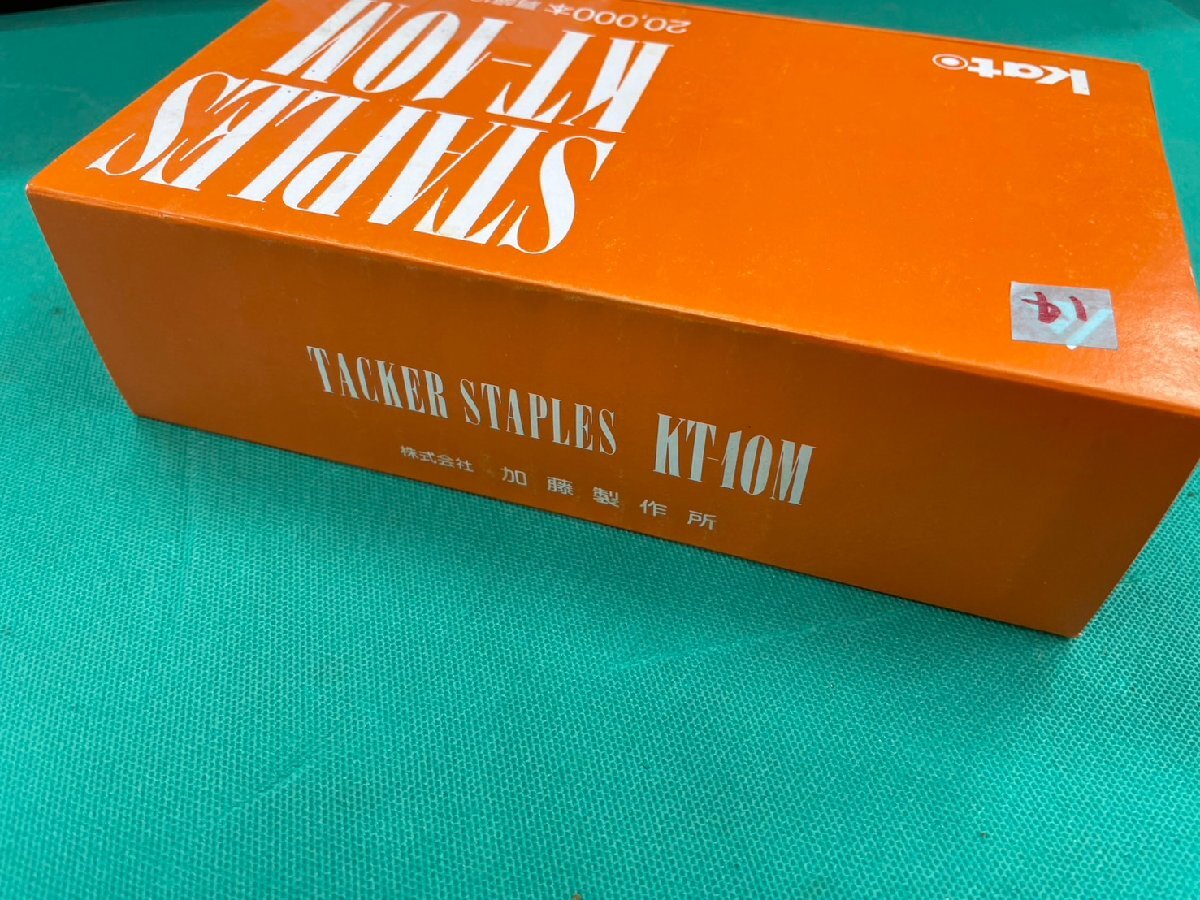 Kato
STAPLES
KT-10M
20,000本
TACKER STAPLES KT-10M
株式会社 加藤製作所